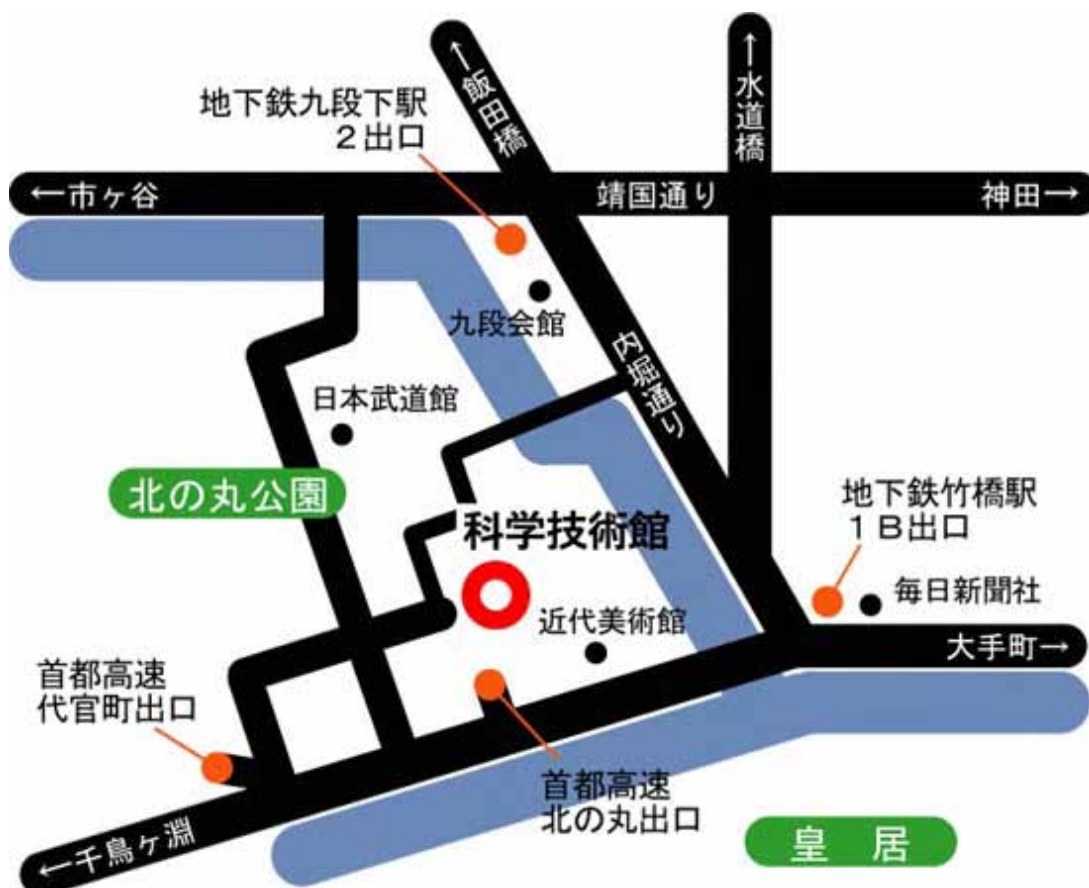 ↑飯田橋
↑水道橋
地下鉄九段下駅
２出口
←市ヶ谷
靖国通り
神田→
九段会館
内堀通り
日本武道館
北の丸公園
地下鉄竹橋駅
１Ｂ出口
科学技術館
毎日新聞社
近代美術館
大手町→
首都高速
代官町出口
首都高速
北の丸出口
←千鳥ヶ淵
皇　居